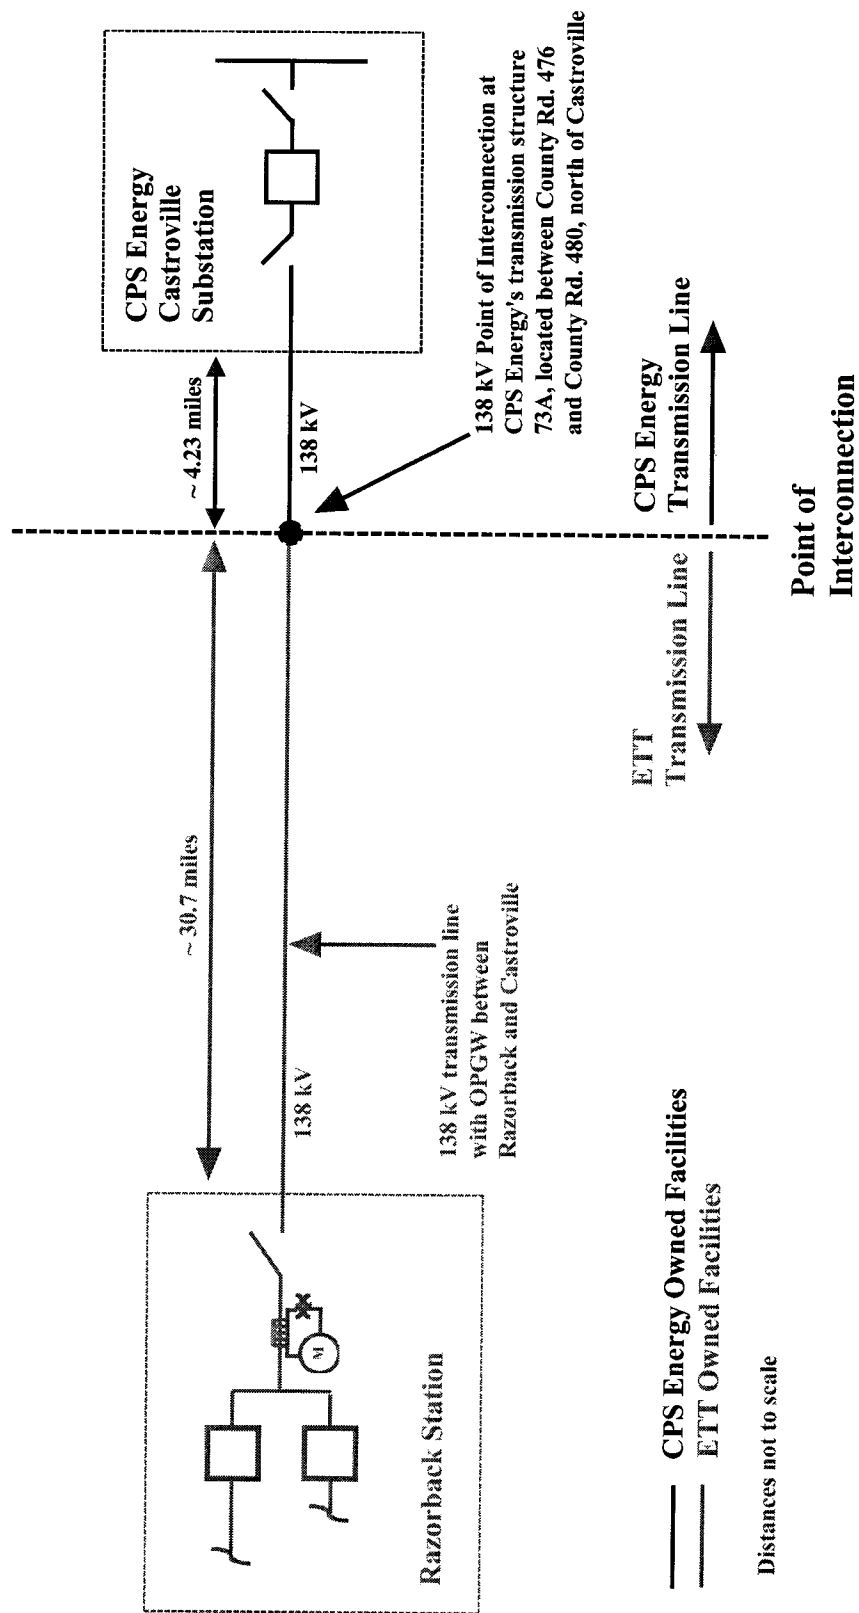 CPS Energy
Castroville
Substation
~ 4.23 miles
138 kV
138 kV Point of Interconnection at
CPS Energy's transmission structure
73A, located between County Rd. 476
and County Rd. 480, north of Castroville
~ 30.7 miles
138 kV
138 kV transmission line
with OPGW between
Razorback and Castroville
M
Razorback Station
ETT
Transmission Line
CPS Energy
Transmission Line
Point of
Interconnection
CPS Energy Owned Facilities
ETT Owned Facilities
Distances not to scale